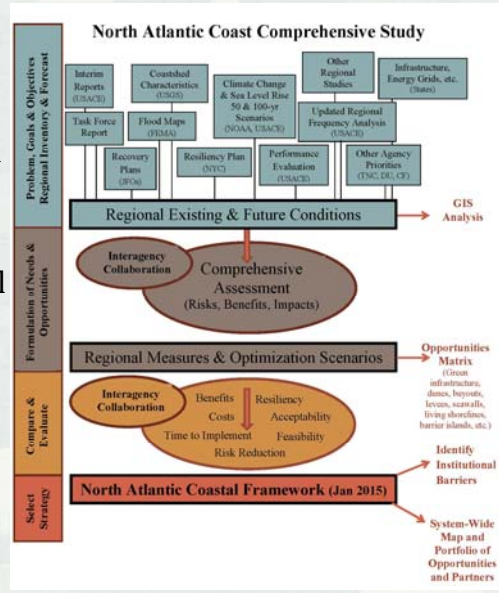 North Atlantic Coast Comprehensive Study
Problem, Goals & Objectives
Regional Inventory & Forecast
Interim
Reports
(USACE)
Coastshed
Characteristics
(USGS)
Climate Change
& Sea Level Rise
50 & 100-yr
Scenarios
(NOAA, USACE)
Other
Regional
Studies
Infrastructure,
Energy Grids, etc.
(States)
Task Force
Report
Flood Maps
(FEMA)
Updated Regional
Frequency Analysis
(USACE)
Recovery
Plans
(JFOs)
Resiliency Plan
(NYC)
Performance
Evaluation
(USACE)
Other Agency
Priorities
(TNC, DU, CF)
Regional Existing & Future Conditions
GIS
Analysis
Formulation of Needs &
Opportunities
Interagency
Collaboration
Comprehensive
Assessment
(Risks, Benefits, Impacts)
Regional Measures & Optimization Scenarios
Opportunities
Matrix
(Green
infrastructure,
dunes, buyouts,
levees, seawalls,
living shorelines,
barrier islands, etc.)
Compare &
Evaluate
Interagency
Collaboration
Benefits Resiliency
Costs Acceptability
Time to Implement Feasibility
Risk Reduction
Identify
Institutional
Barriers
Select
Strategy
North Atlantic Coastal Framework (Jan 2015)
System-Wide
Map and
Portfolio of
Opportunities
and Partners